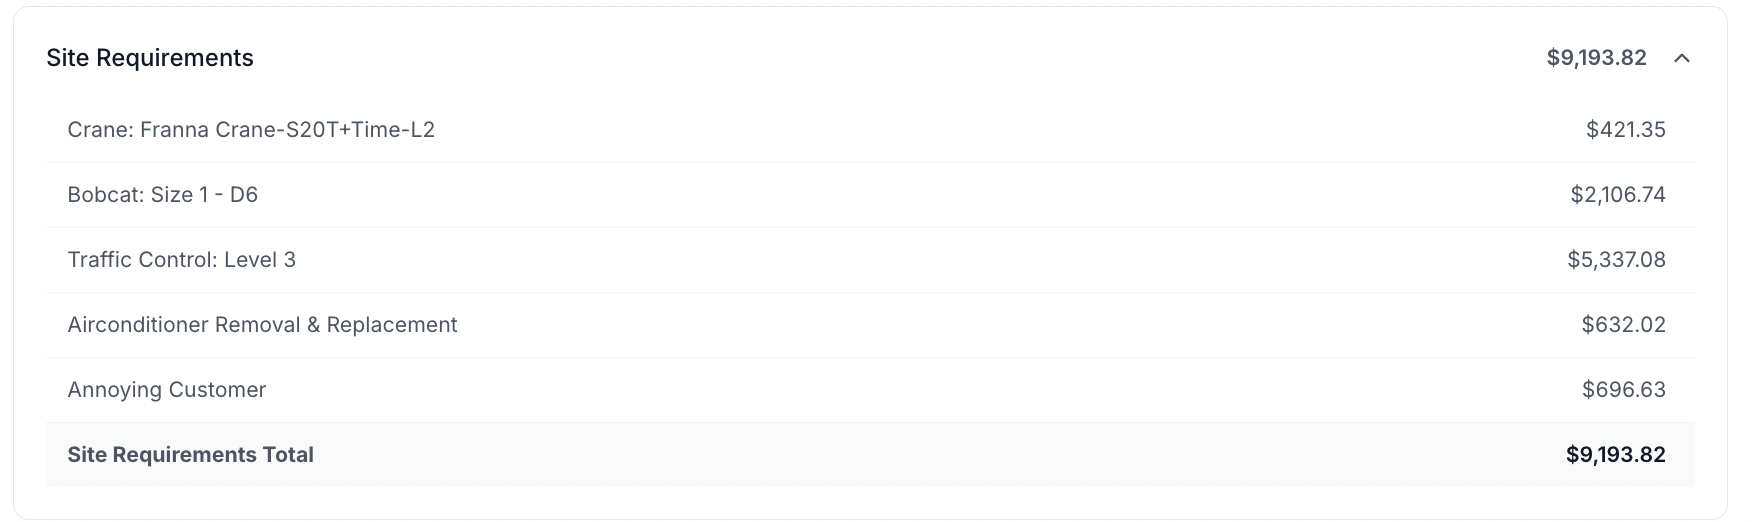 Site Requirements $9,193.82
Crane: Franna Crane-S20T+Time-L2 $421.35
Bobcat: Size 1 - D6 $2,106.74
Traffic Control: Level 3 $5,337.08
Airconditioner Removal & Replacement $632.02
Annoying Customer $696.63
Site Requirements Total $9,193.82